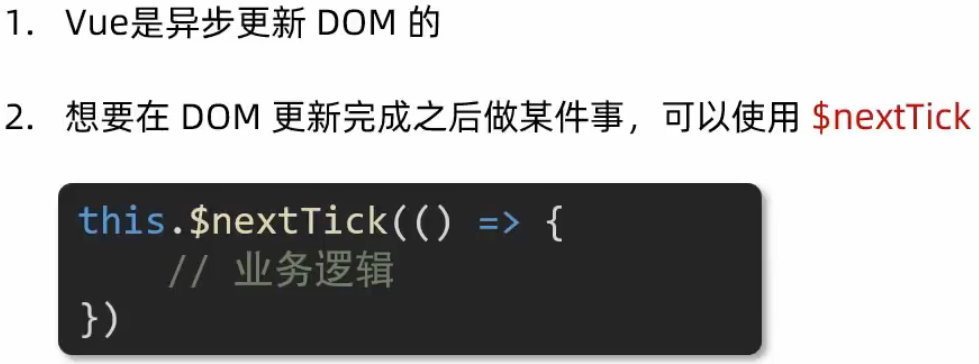 1. Vue是异步更新 DOM 的
2. 想要在 DOM 更新完成之后做某件事，可以使用 $nextTick
this.$nextTick(() => {
    // 业务逻辑
})